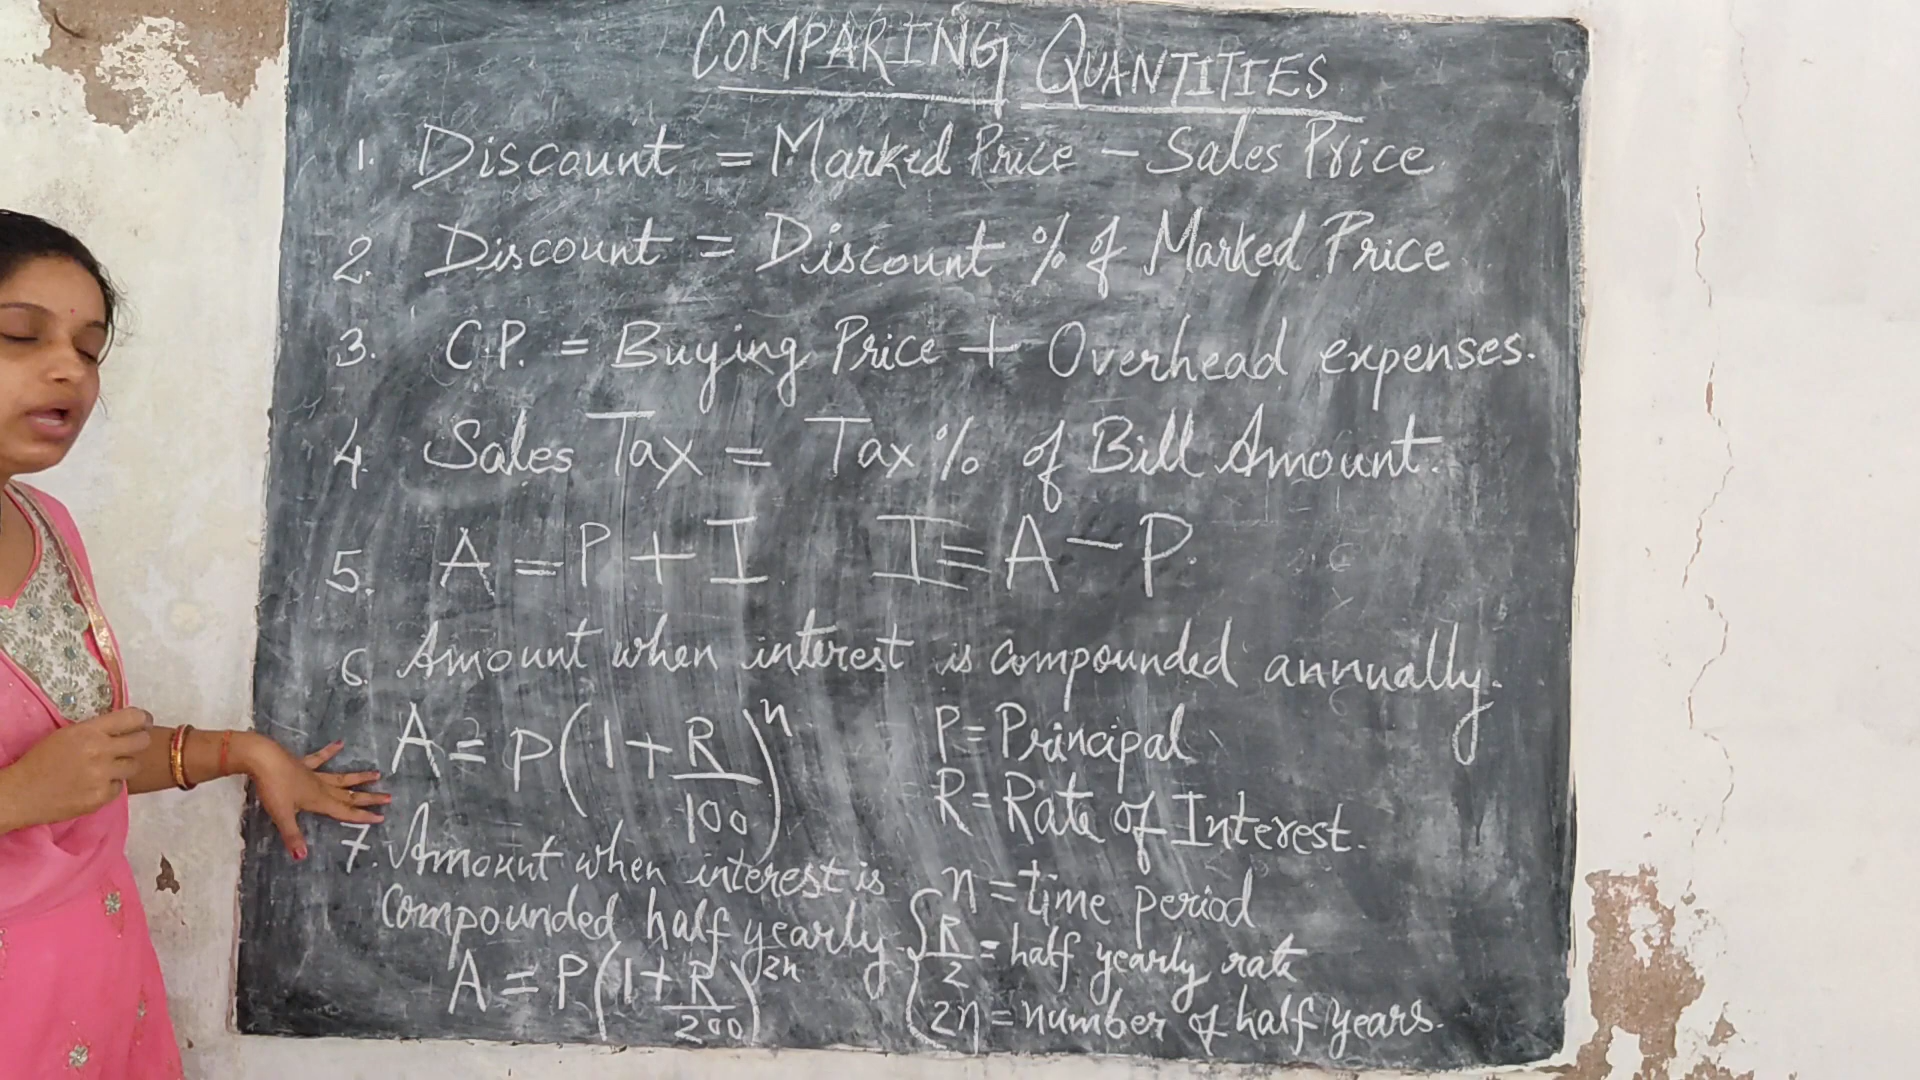 COMPARING QUANTITIES
1. Discount = Marked Price - Sales Price
2. Discount = Discount % of Marked Price
3. C.P. = Buying Price + Overhead expenses.
4. Sales Tax = Tax % of Bill Amount.
5. A = P + I I = A - P.
6. Amount when interest is compounded annually.
A = P(1 + R/100)^n
P = Principal
R = Rate of Interest.
n = time period
7. Amount when interest is
compounded half yearly
A = P(1 + R/200)^2n
{ R/2 = half yearly rate
2n = number of half years.